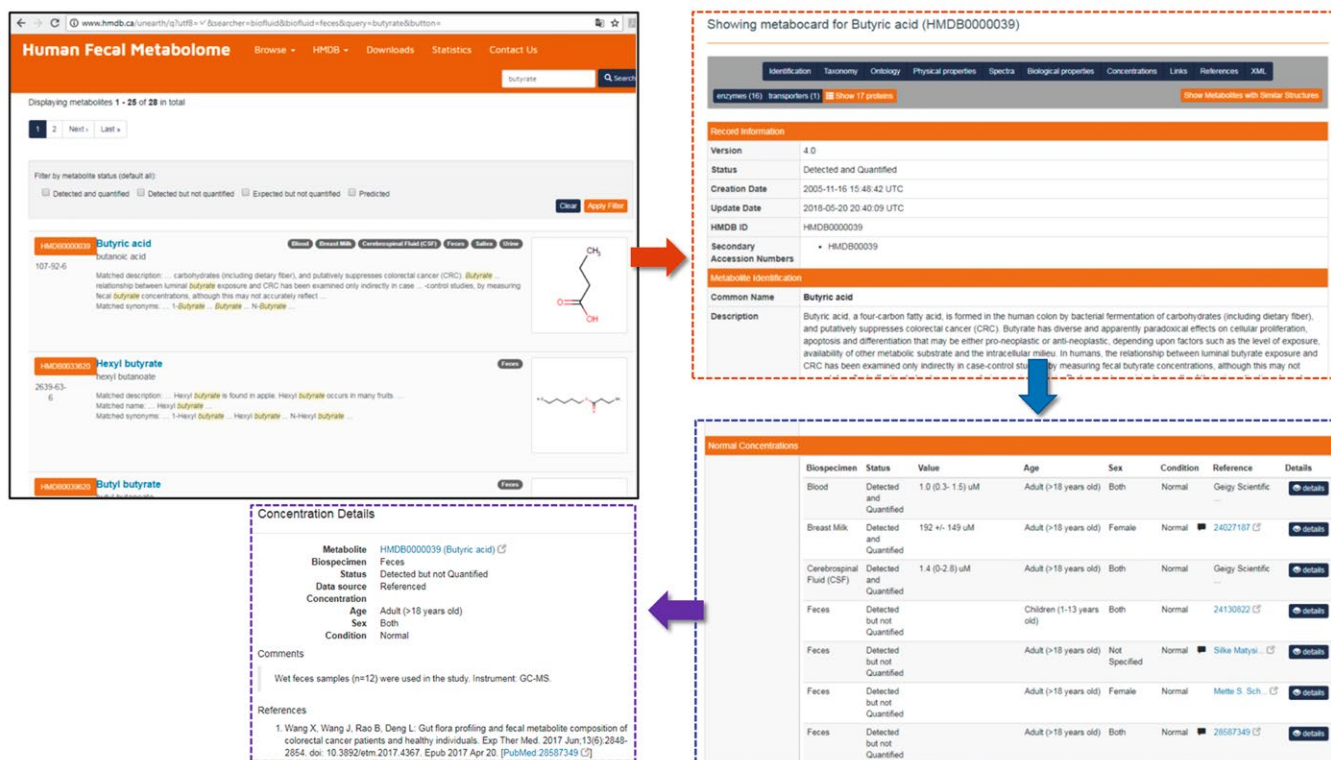 www.hmdb.ca/unearth/q?utf8=✓&searcher=biofluid&biofluid=feces&query=butyrate&button=
Human Fecal Metabolome Browse HMDB Downloads Statistics Contact Us
butyrate Search
Displaying metabolites 1 - 25 of 28 in total
1 2 Next › Last »
Filter by metabolite status (default all):
Detected and quantified Detected but not quantified Expected but not quantified Predicted
Clear Apply Filter
HMDB0000039 Butyric acid Blood Breast Milk Cerebrospinal Fluid (CSF) Feces Saliva Urine
butanoic acid
107-92-6
Matched description: ... carbohydrates (including dietary fiber), and putatively suppresses colorectal cancer (CRC). Butyrate ...
relationship between luminal butyrate exposure and CRC has been examined only indirectly in case ... -control studies, by measuring
fecal butyrate concentrations, although this may not accurately reflect ...
Matched synonyms: ... 1-Butyrate ... Butyrate ... N-Butyrate ...
CH3
O
OH
HMDB0033620 Hexyl butyrate Feces
hexyl butanoate
2639-63-
6
Matched description: ... Hexyl butyrate is found in apple. Hexyl butyrate occurs in many fruits. ...
Matched name: ... Hexyl butyrate ...
Matched synonyms: ... 1-Hexyl butyrate ... Hexyl butyrate ... N-Hexyl butyrate ...
HMDB0039620 Butyl butyrate Feces
Showing metabocard for Butyric acid (HMDB0000039)
Identification Taxonomy Ontology Physical properties Spectra Biological properties Concentrations Links References XML
enzymes (16) transporters (1) Show 17 proteins Show Metabolites with Similar Structures
Record Information
Version 4.0
Status Detected and Quantified
Creation Date 2005-11-16 15:48:42 UTC
Update Date 2018-05-20 20:40:09 UTC
HMDB ID HMDB0000039
Secondary • HMDB00039
Accession Numbers
Metabolite Identification
Common Name Butyric acid
Description Butyric acid, a four-carbon fatty acid, is formed in the human colon by bacterial fermentation of carbohydrates (including dietary fiber),
and putatively suppresses colorectal cancer (CRC). Butyrate has diverse and apparently paradoxical effects on cellular proliferation,
apoptosis and differentiation that may be either pro-neoplastic or anti-neoplastic, depending upon factors such as the level of exposure,
availability of other metabolic substrate and the intracellular milieu. In humans, the relationship between luminal butyrate exposure and
CRC has been examined only indirectly in case-control by measuring fecal butyrate concentrations, although this may not
Normal Concentrations
Biospecimen Status Value Age Sex Condition Reference Details
Blood Detected 1.0 (0.3- 1.5) uM Adult (>18 years old) Both Normal Geigy Scientific details
and ...
Quantified
Breast Milk Detected 192 +/- 149 uM Adult (>18 years old) Female Normal 24027187 details
and
Quantified
Cerebrospinal Detected 1.4 (0-2.8) uM Adult (>18 years old) Both Normal Geigy Scientific details
Fluid (CSF) and ...
Quantified
Feces Detected Children (1-13 years Both Normal 24130822 details
but not old)
Quantified
Feces Detected Adult (>18 years old) Not Normal Silke Matysi... details
but not Specified
Quantified
Feces Detected Adult (>18 years old) Female Normal Mette S. Sch... details
but not
Quantified
Feces Detected Adult (>18 years old) Both Normal 28587349 details
but not
Quantified
Concentration Details
Metabolite HMDB0000039 (Butyric acid)
Biospecimen Feces
Status Detected but not Quantified
Data source Referenced
Concentration
Age Adult (>18 years old)
Sex Both
Condition Normal
Comments
Wet feces samples (n=12) were used in the study. Instrument: GC-MS.
References
1. Wang X, Wang J, Rao B, Deng L: Gut flora profiling and fecal metabolite composition of
colorectal cancer patients and healthy individuals. Exp Ther Med. 2017 Jun;13(6):2848-
2854. doi: 10.3892/etm.2017.4367. Epub 2017 Apr 20. [PubMed:28587349]